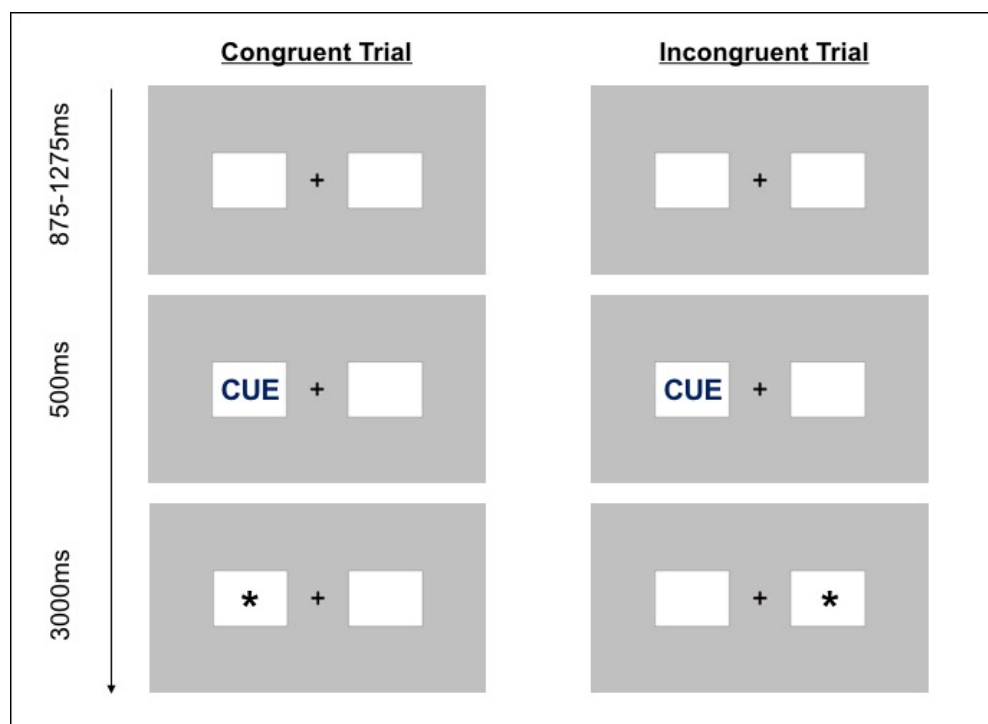 Congruent Trial
Incongruent Trial
875-1275ms
+
+
500ms
CUE +
CUE +
3000ms
* +
+ *